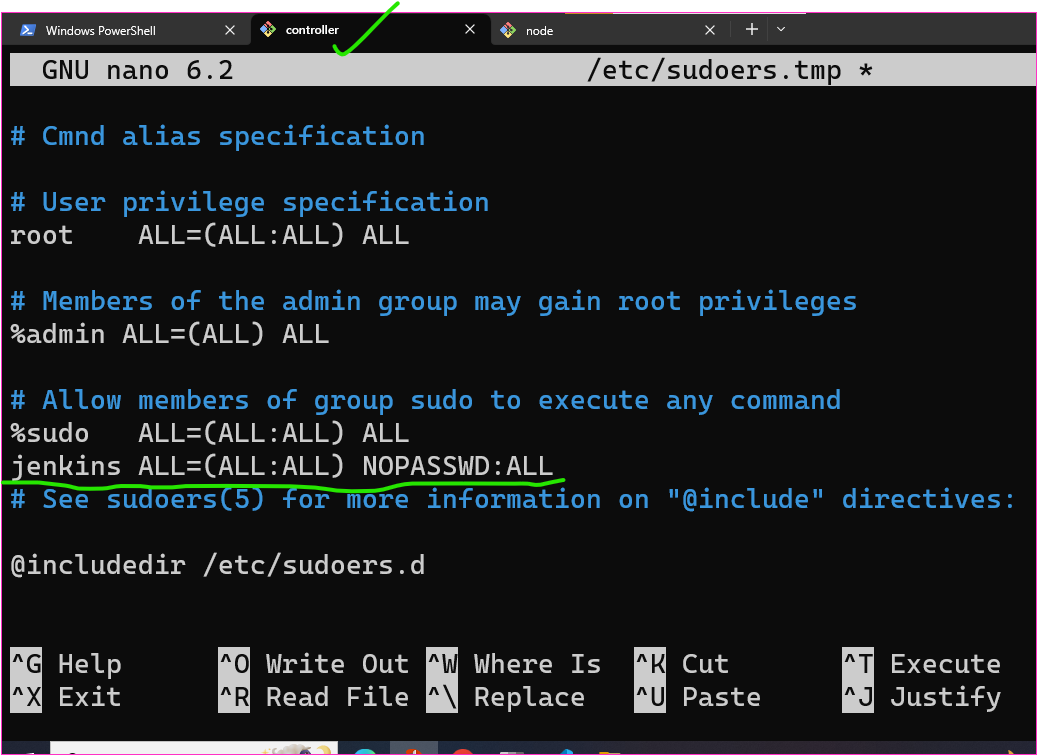 Windows PowerShell controller node
GNU nano 6.2 /etc/sudoers.tmp *
# Cmnd alias specification
# User privilege specification
root ALL=(ALL:ALL) ALL
# Members of the admin group may gain root privileges
%admin ALL=(ALL) ALL
# Allow members of group sudo to execute any command
%sudo ALL=(ALL:ALL) ALL
jenkins ALL=(ALL:ALL) NOPASSWD:ALL
# See sudoers(5) for more information on "@include" directives:
@includedir /etc/sudoers.d
^G Help ^O Write Out ^W Where Is ^K Cut ^T Execute
^X Exit ^R Read File ^\ Replace ^U Paste ^J Justify